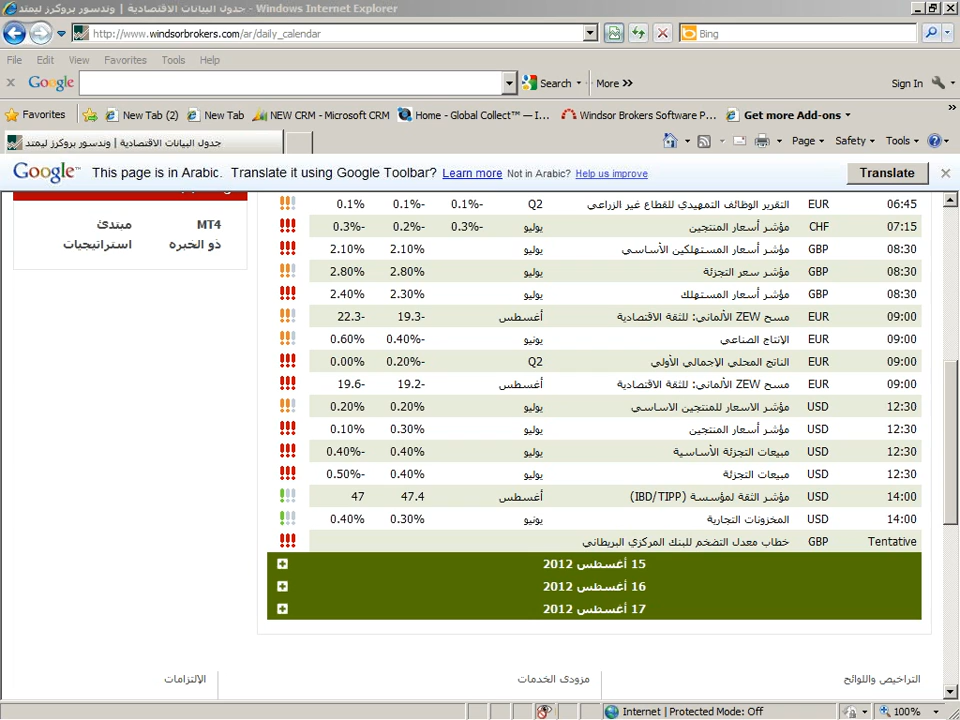 جدول البيانات الاقتصادية | وندسور بروكرز ليمتد - Windows Internet Explorer
http://www.windsorbrokers.com/ar/daily_calendar
Bing
File Edit View Favorites Tools Help
x Google Search More >> Sign In
Favorites New Tab (2) New Tab NEW CRM - Microsoft CRM Home - Global Collect™ — I... Windsor Brokers Software P... Get more Add-ons
جدول البيانات الاقتصادية | وندسور بروكرز ليمتد
Page Safety Tools
Google™ This page is in Arabic. Translate it using Google Toolbar? Learn more Not in Arabic? Help us improve Translate
06:45 EUR التقرير الوظائف التمهيدي للقطاع غير الزراعي Q2 0.1%- 0.1%- 0.1%
07:15 CHF مؤشر أسعار المنتجين يوليو 0.3%- 0.2%- 0.3%-
08:30 GBP مؤشر أسعار المستهلكين الأساسي يوليو 2.10% 2.10%
08:30 GBP مؤشر سعر التجزئة يوليو 2.80% 2.80%
08:30 GBP مؤشر أسعار المستهلك يوليو 2.30% 2.40%
09:00 EUR مسح ZEW الألماني: للثقة الاقتصادية أغسطس 19.3- 22.3-
09:00 EUR الإنتاج الصناعي يونيو 0.40%- 0.60%
09:00 EUR الناتج المحلي الإجمالي الأولي Q2 0.20%- 0.00%
09:00 EUR مسح ZEW الألماني: للثقة الاقتصادية أغسطس 19.2- 19.6-
12:30 USD مؤشر الاسعار للمنتجين الاساسي يوليو 0.20% 0.20%
12:30 USD مؤشر أسعار المنتجين يوليو 0.30% 0.10%
12:30 USD مبيعات التجزئة الأساسية يوليو 0.40% 0.40%-
12:30 USD مبيعات التجزئة يوليو 0.40% 0.50%-
14:00 USD مؤشر الثقة لمؤسسة (IBD/TIPP) أغسطس 47.4 47
14:00 USD المخزونات التجارية يونيو 0.30% 0.40%
Tentative GBP خطاب معدل التضخم للبنك المركزي البريطاني
15 أغسطس 2012
16 أغسطس 2012
17 أغسطس 2012
MT4 مبتدئ
ذو الخبره استراتيجيات
التراخيص واللوائح مزودى الخدمات الإلتزامات
Internet | Protected Mode: Off 100%